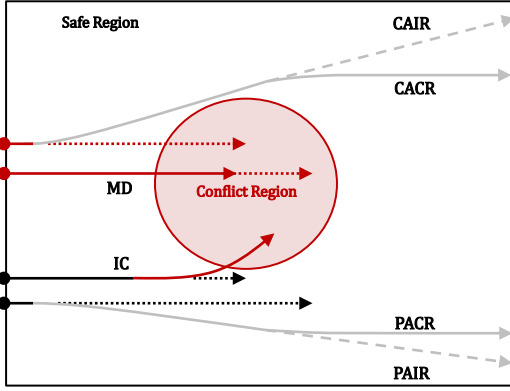 Safe Region
CAIR
CACR
MD
Conflict Region
IC
PACR
PAIR